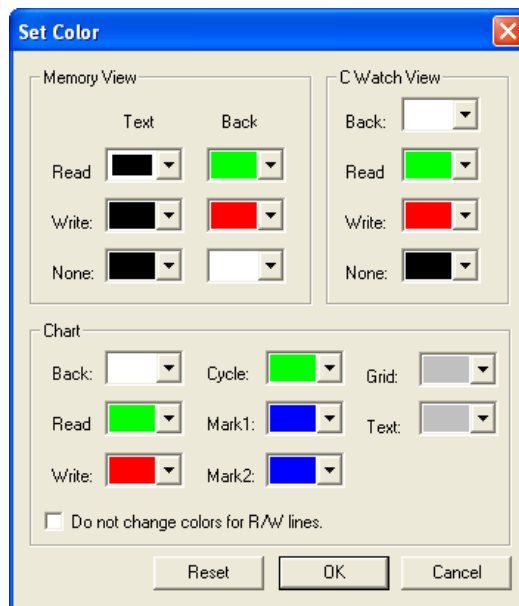 Set Color
Memory View
Text Back
Read
Write:
None:
C Watch View
Back:
Read
Write:
None:
Chart
Back: Cycle: Grid:
Read Mark1: Text:
Write: Mark2:
Do not change colors for R/W lines.
Reset OK Cancel